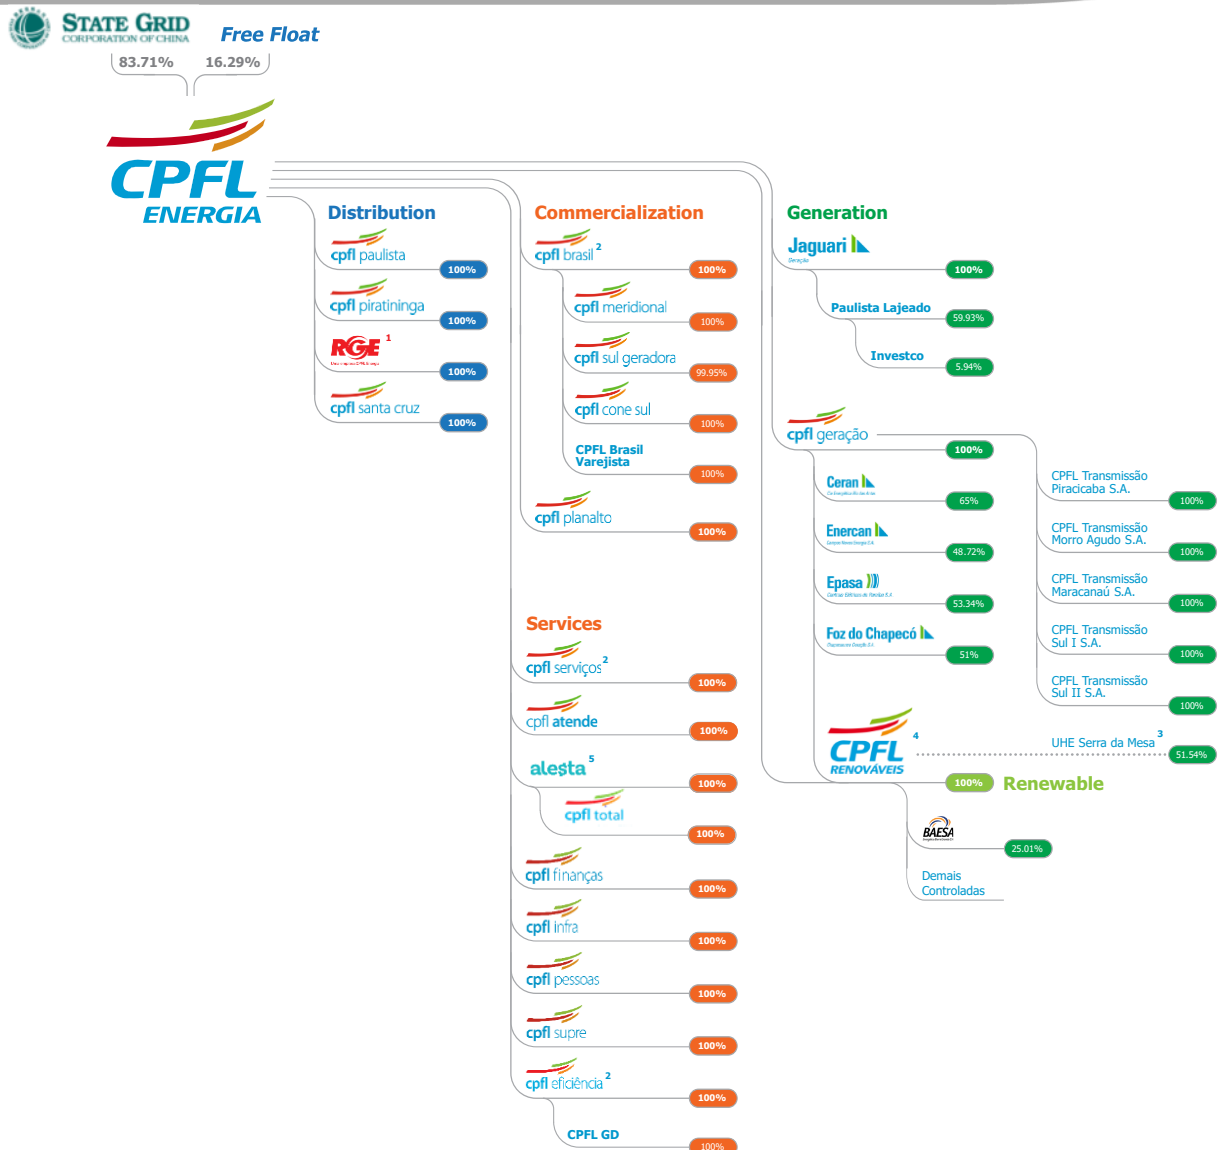 STATE GRID
CORPORATION OF CHINA
Free Float
83.71%
16.29%
CPFL
ENERGIA
Distribution
cpfl paulista
100%
cpfl piratininga
100%
RGE 1
100%
cpfl santa cruz
100%
Commercialization
cpfl brasil 2
100%
cpfl meridional
100%
cpfl sul geradora
99.95%
cpfl cone sul
100%
CPFL Brasil
Varejista
100%
cpfl planalto
100%
Services
cpfl serviços 2
100%
cpfl atende
100%
alesta 5
100%
cpfl total
100%
cpfl finanças
100%
cpfl infra
100%
cpfl pessoas
100%
cpfl supre
100%
cpfl eficiência 2
100%
CPFL GD
100%
Generation
Jaguari
Geração
100%
Paulista Lajeado
59.93%
Investco
5.94%
cpfl geração
100%
Ceran
65%
Enercan
48.72%
Epasa
53.34%
Foz do Chapecó
51%
CPFL Transmissão
Piracicaba S.A.
100%
CPFL Transmissão
Morro Agudo S.A.
100%
CPFL Transmissão
Maracanaú S.A.
100%
CPFL Transmissão
Sul I S.A.
100%
CPFL Transmissão
Sul II S.A.
100%
CPFL 4
RENOVÁVEIS
UHE Serra da Mesa 3
51.54%
100%
Renewable
BAESA
25.01%
Demais
Controladas